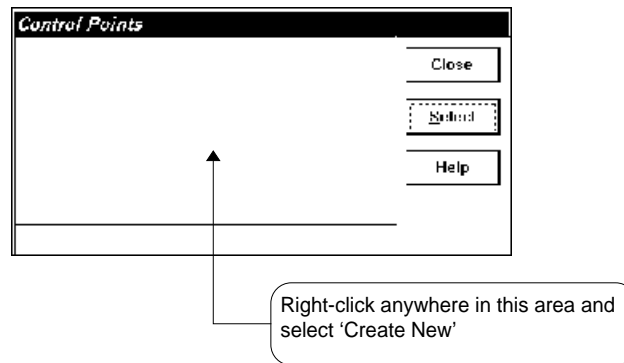 Control Points
Close
Select
Help
Right-click anywhere in this area and
select ‘Create New’